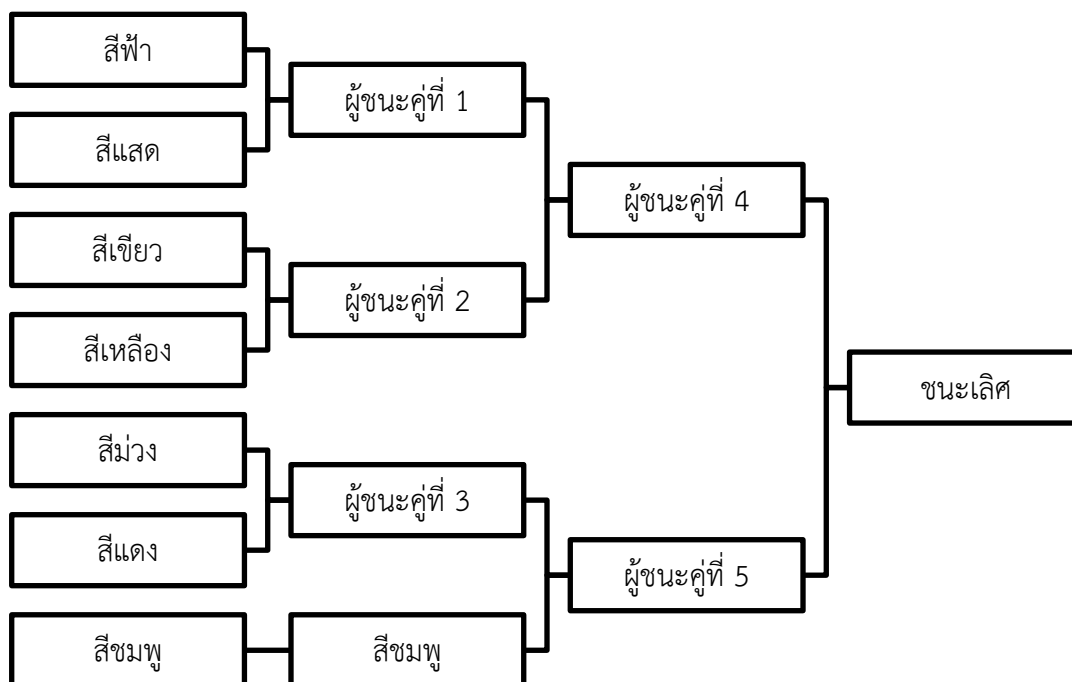 สีฟ้า
ผู้ชนะคู่ที่ 1
สีแสด
ผู้ชนะคู่ที่ 4
สีเขียว
ผู้ชนะคู่ที่ 2
สีเหลือง
ชนะเลิศ
สีม่วง
ผู้ชนะคู่ที่ 3
สีแดง
ผู้ชนะคู่ที่ 5
สีชมพู
สีชมพู